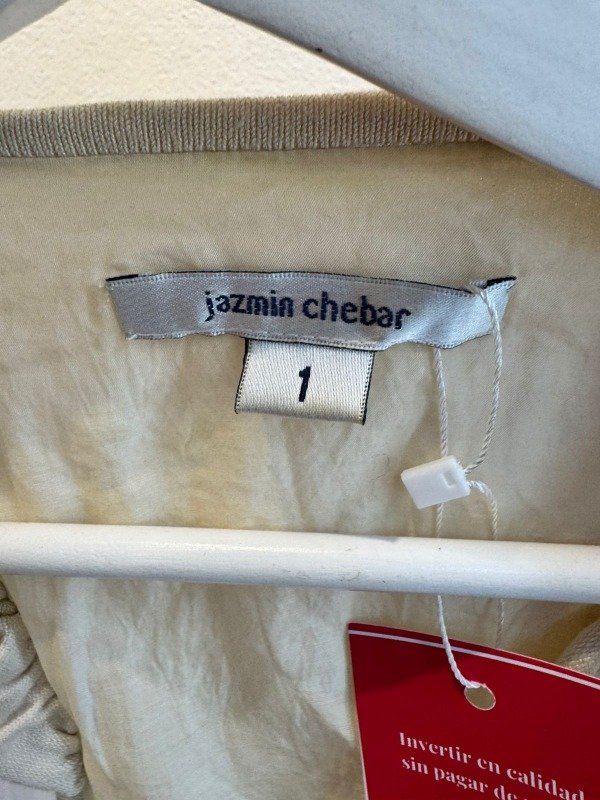 jazmin chebar
1
Invertir en calidad
sin pagar de